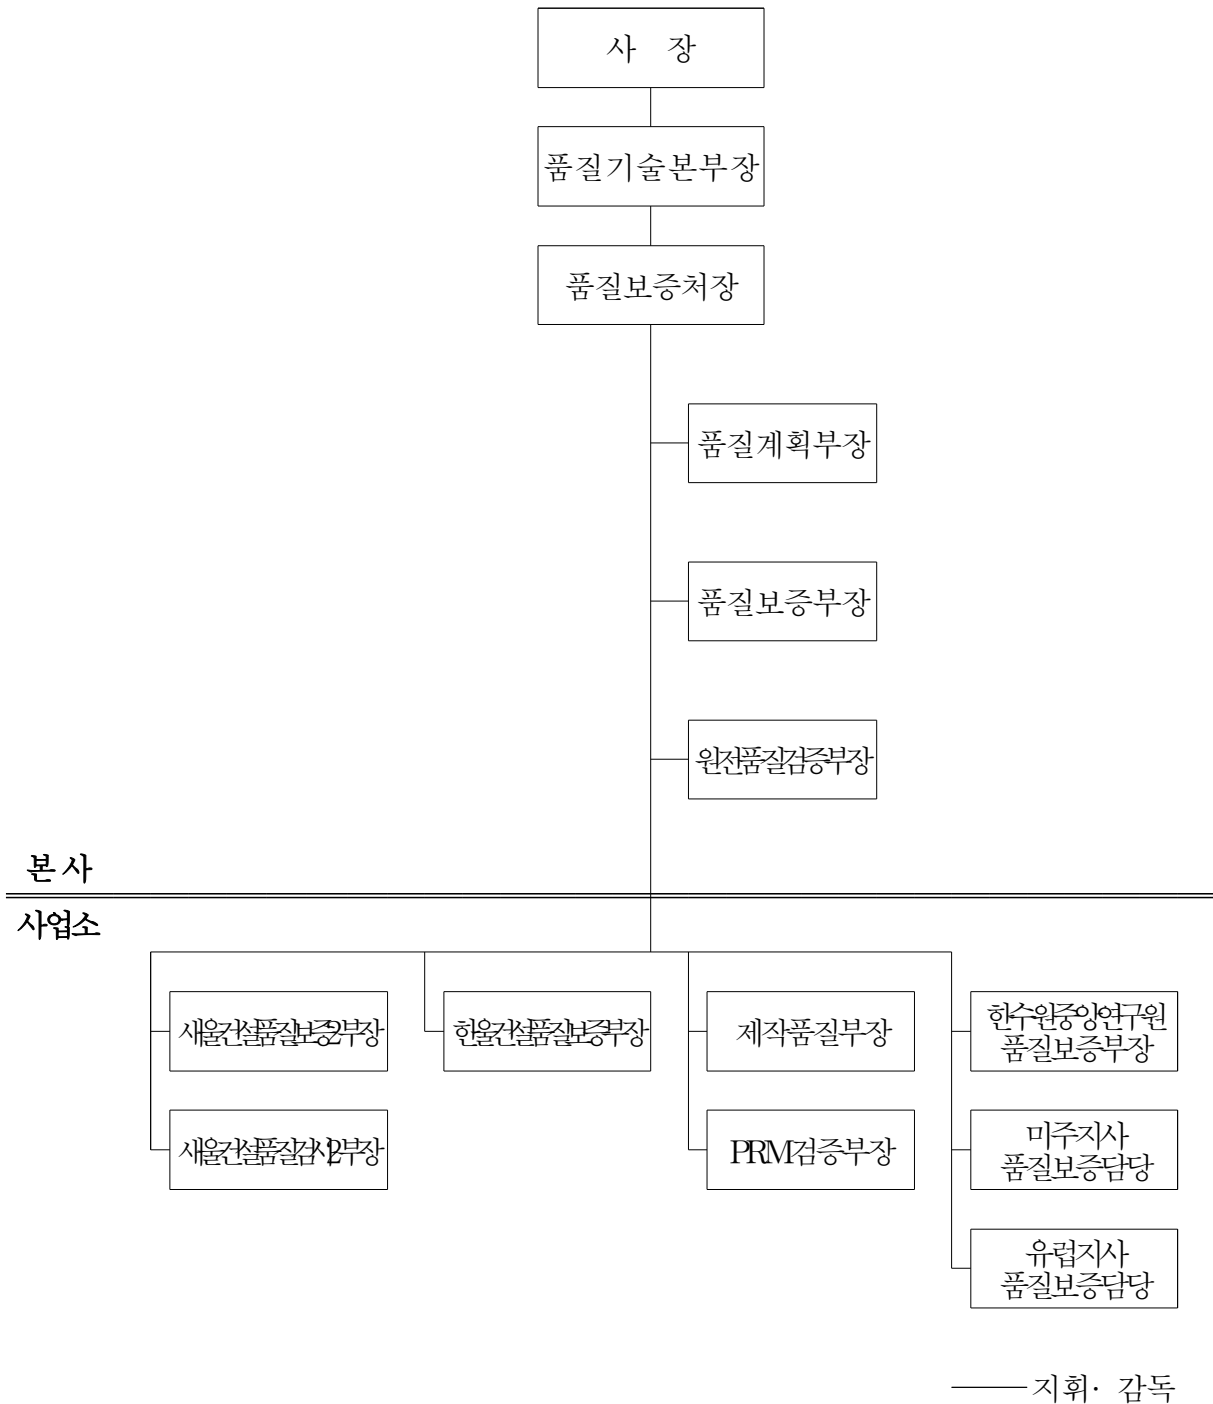 사 장
품질기술본부장
품질보증처장
품질계획부장
품질보증부장
원전품질검증부장
본 사
사업소
새울건설품질보증2부장
한울건설품질보증부장
제작품질부장
한수원중앙연구원
품질보증부장
새울건설품질검사2부장
PRM검증부장
미주지사
품질보증담당
유럽지사
품질보증담당
지휘· 감독